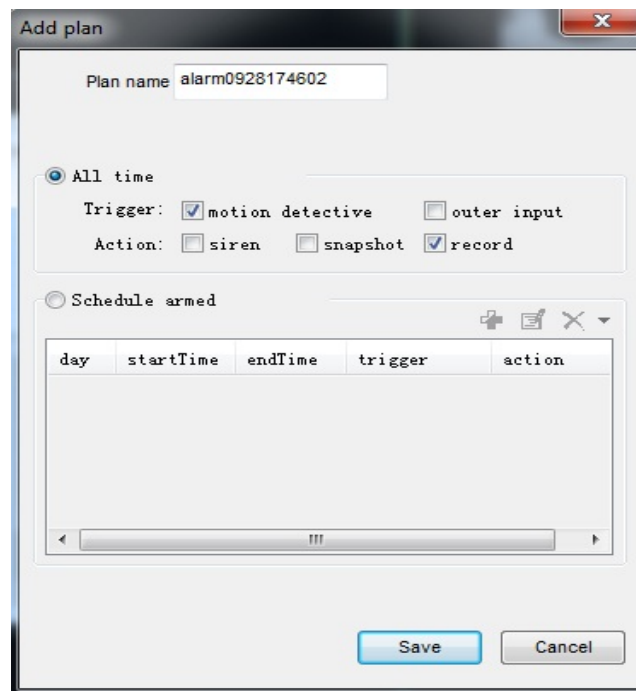 Add plan
Plan name alarm0928174602
All time
Trigger: motion detective outer input
Action: siren snapshot record
Schedule armed
day startTime endTime trigger action
Save Cancel